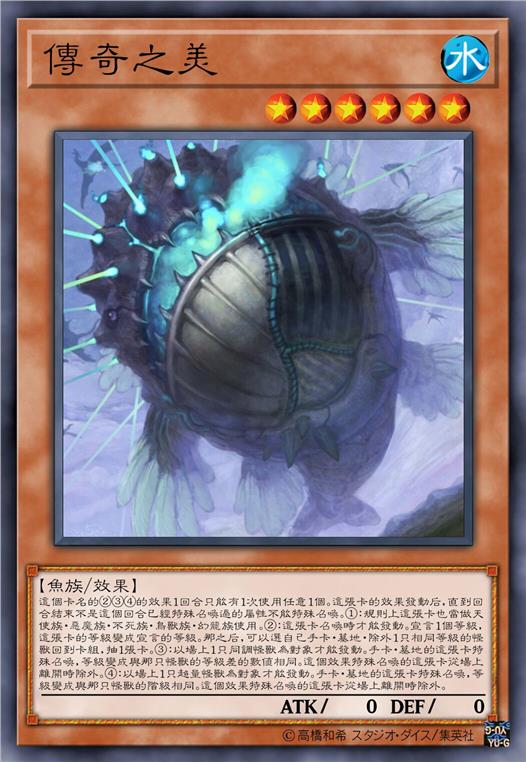 傳奇之美
水
【魚族/效果】
這個卡名的②③④的效果1回合只能有1次使用任意1個。這張卡的效果發動后,直到回
合結束不是這個回合已經特殊召喚過的屬性不能特殊召喚。①:規則上這張卡也當做天
使族·惡魔族·不死族·鳥獸族·幻龍族使用。②:這張卡召喚時才能發動。宣言1個等級,
這張卡的等級變成宣言的等級。那之后,可以選自己手卡·墓地·除外1只相同等級的怪
獸回到卡組,抽1張卡。③:以場上1只同調怪獸為對象才能發動。手卡·墓地的這張卡特
殊召喚,等級變成與那只怪獸的等級差的數值相同。這個效果特殊召喚的這張卡從場上
離開時除外。④:以場上1只超量怪獸為對象才能發動。手卡·墓地的這張卡特殊召喚,等
級變成與那只怪獸的階級相同。這個效果特殊召喚的這張卡從場上離開時除外。
ATK/ 0 DEF/ 0
©高橋和希 スタジオ·ダイス/集英社